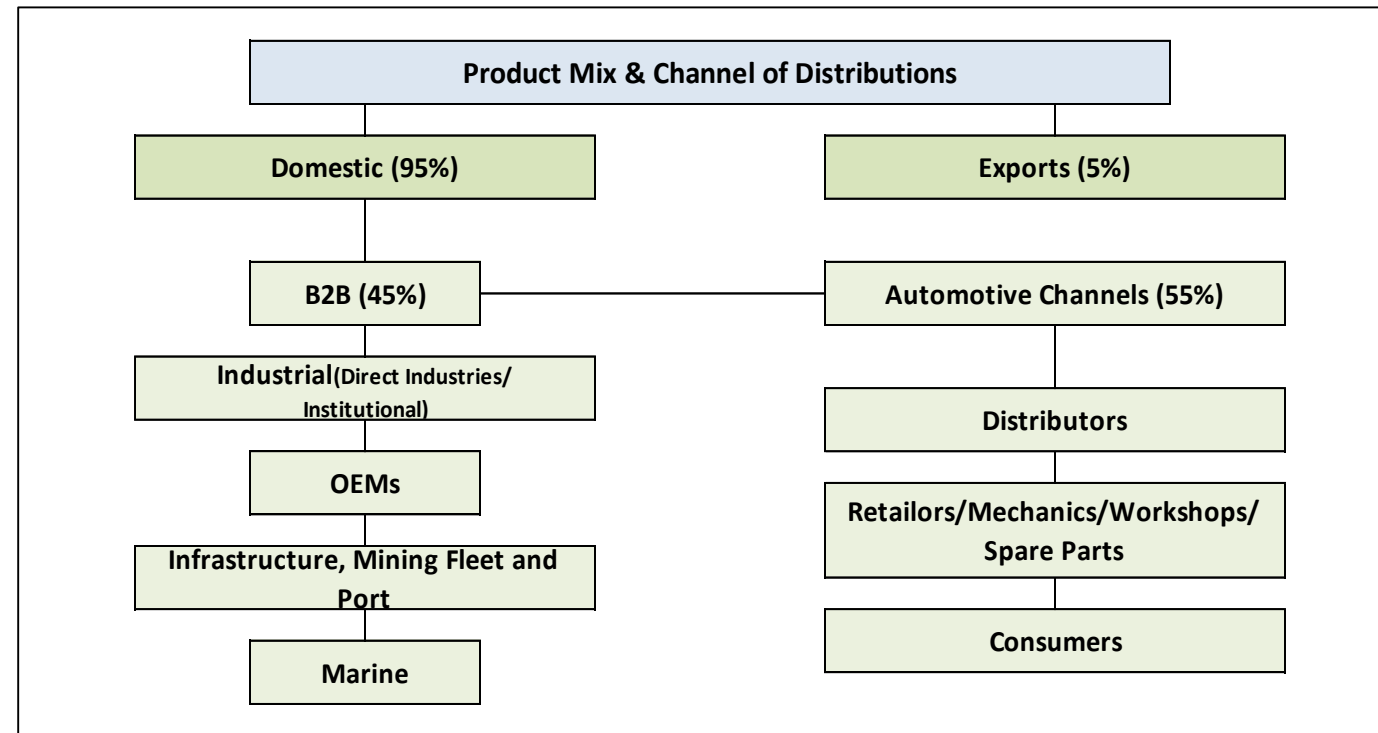 Product Mix & Channel of Distributions
Domestic (95%)
Exports (5%)
B2B (45%)
Automotive Channels (55%)
Industrial(Direct Industries/
Institutional)
Distributors
OEMs
Retailors/Mechanics/Workshops/
Spare Parts
Infrastructure, Mining Fleet and
Port
Consumers
Marine